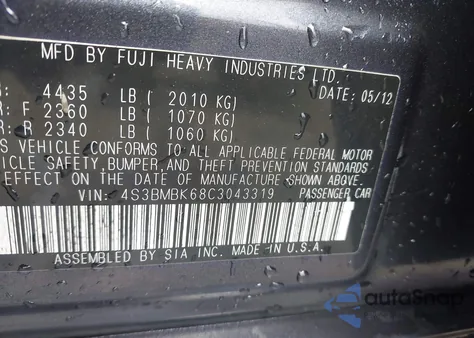 MFD BY FUJI HEAVY INDUSTRIES LTD.
DATE: 05/12
: 4435 LB ( 2010 KG)
R: F 2360 LB ( 1070 KG)
R: R 2340 LB ( 1060 KG)
S VEHICLE CONFORMS TO ALL APPLICABLE FEDERAL MOTOR
EHICLE SAFETY, BUMPER, AND THEFT PREVENTION STANDARDS
EFFECT ON THE DATE OF MANUFACTURE SHOWN ABOVE.
VIN: 4S3BMBK68C3043319 PASSENGER CAR
ASSEMBLED BY SIA INC. MADE IN U.S.A.
autoSnap